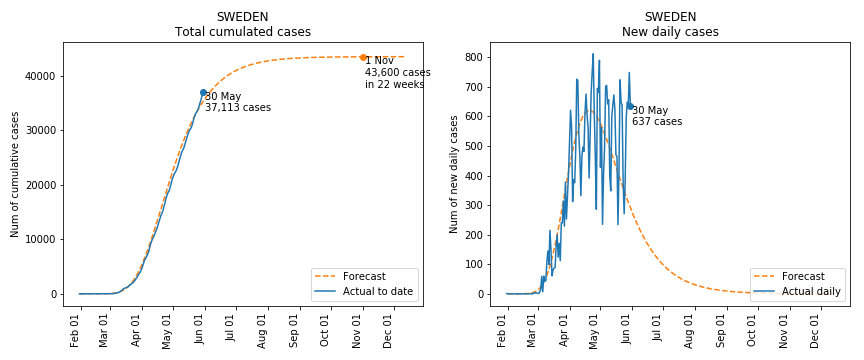 SWEDEN
Total cumulated cases
Num of cumulative cases
40000
30000
20000
10000
0
1 Nov
43,600 cases
in 22 weeks
30 May
37,113 cases
Forecast
Actual to date
Feb 01
Mar 01
Apr 01
May 01
Jun 01
Jul 01
Aug 01
Sep 01
Oct 01
Nov 01
Dec 01
SWEDEN
New daily cases
Num of new daily cases
800
700
600
500
400
300
200
100
0
30 May
637 cases
Forecast
Actual daily
Feb 01
Mar 01
Apr 01
May 01
Jun 01
Jul 01
Aug 01
Sep 01
Oct 01
Nov 01
Dec 01